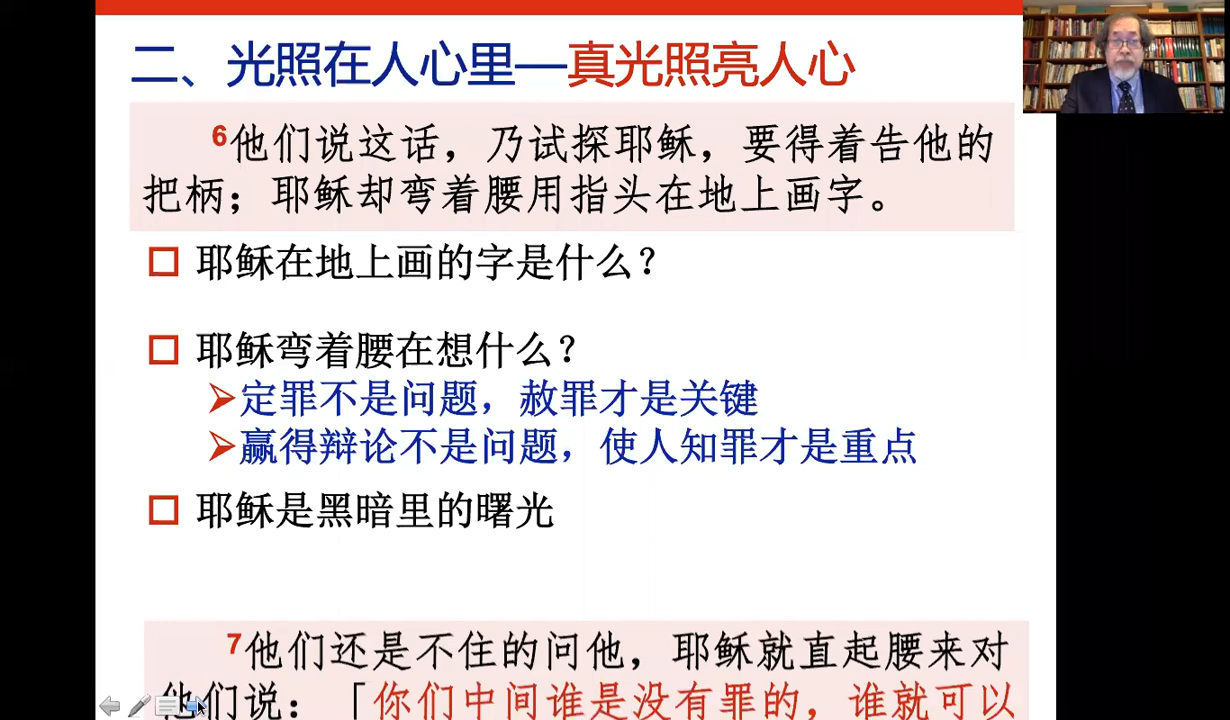 二、光照在人心里—真光照亮人心
6他们说这话，乃试探耶稣，要得着告他的
把柄；耶稣却弯着腰用指头在地上画字。
耶稣在地上画的字是什么？
耶稣弯着腰在想什么？
定罪不是问题，赦罪才是关键
赢得辩论不是问题，使人知罪才是重点
耶稣是黑暗里的曙光
7他们还是不住的问他，耶稣就直起腰来对
他们说：「你们中间谁是没有罪的，谁就可以